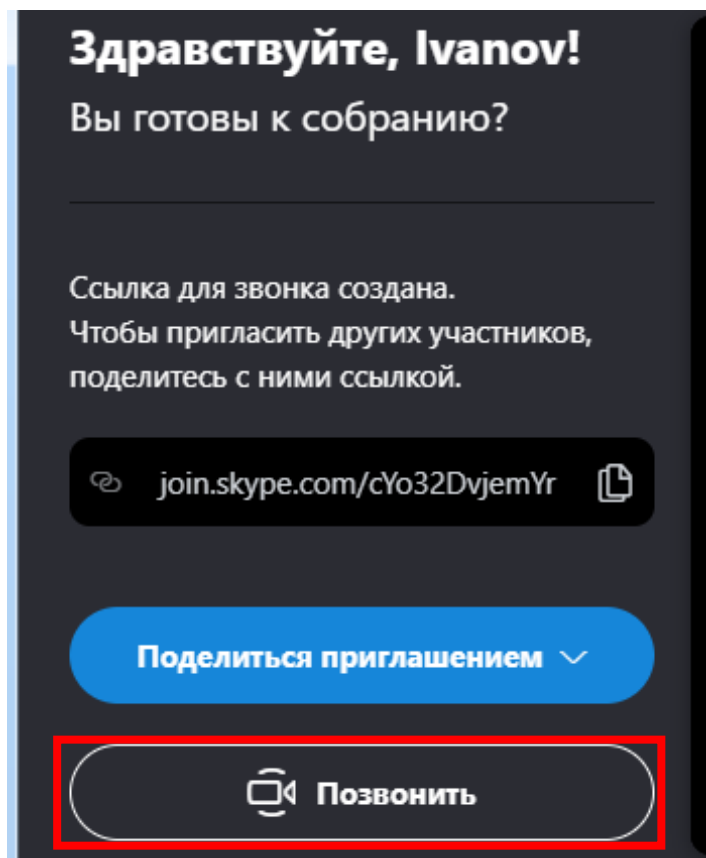 Здравствуйте, Ivanov!
Вы готовы к собранию?
Ссылка для звонка создана.
Чтобы пригласить других участников,
поделитесь с ними ссылкой.
join.skype.com/cYo32DvjemYr
Поделиться приглашением
Позвонить